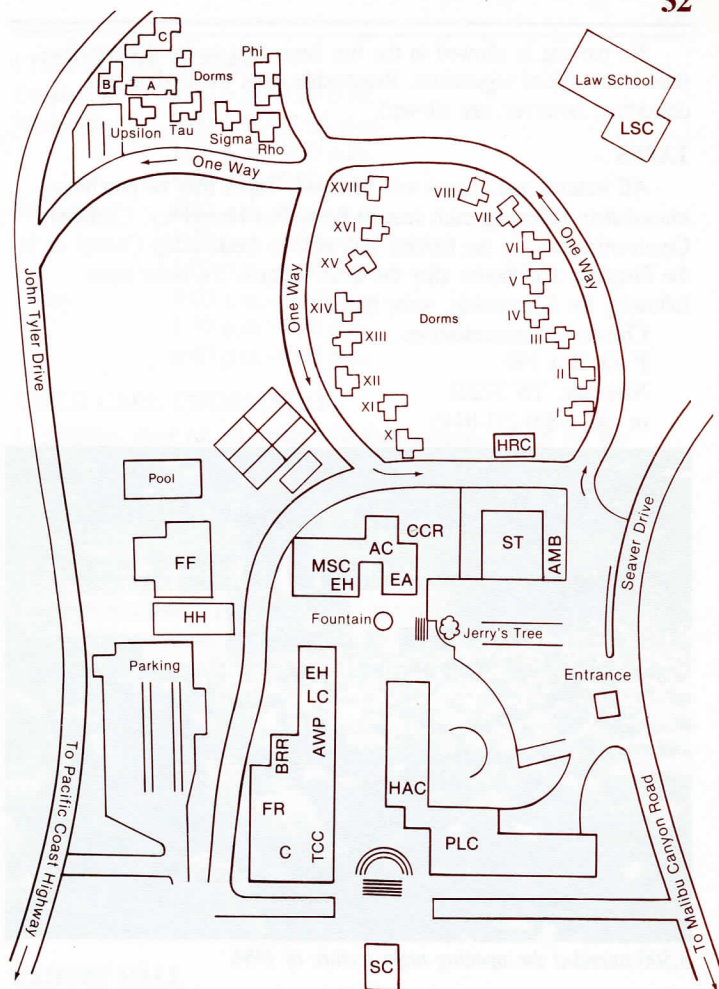 52
C
Phi
Law School
B
A
Dorms
LSC
Upsilon
Tau
Sigma
Rho
One Way
XVII
VIII
VII
One Way
XVI
VI
XV
V
John Tyler Drive
One Way
XIV
Dorms
IV
XIII
III
XII
II
XI
I
X
HRC
Pool
Seaver Drive
CCR
AC
ST
AMB
FF
MSC
EH
EA
HH
Fountain
Jerry's Tree
Parking
EH
Entrance
LC
AWP
BRR
HAC
FR
C
TCC
PLC
To Pacific Coast Highway
To Malibu Canyon Road
SC